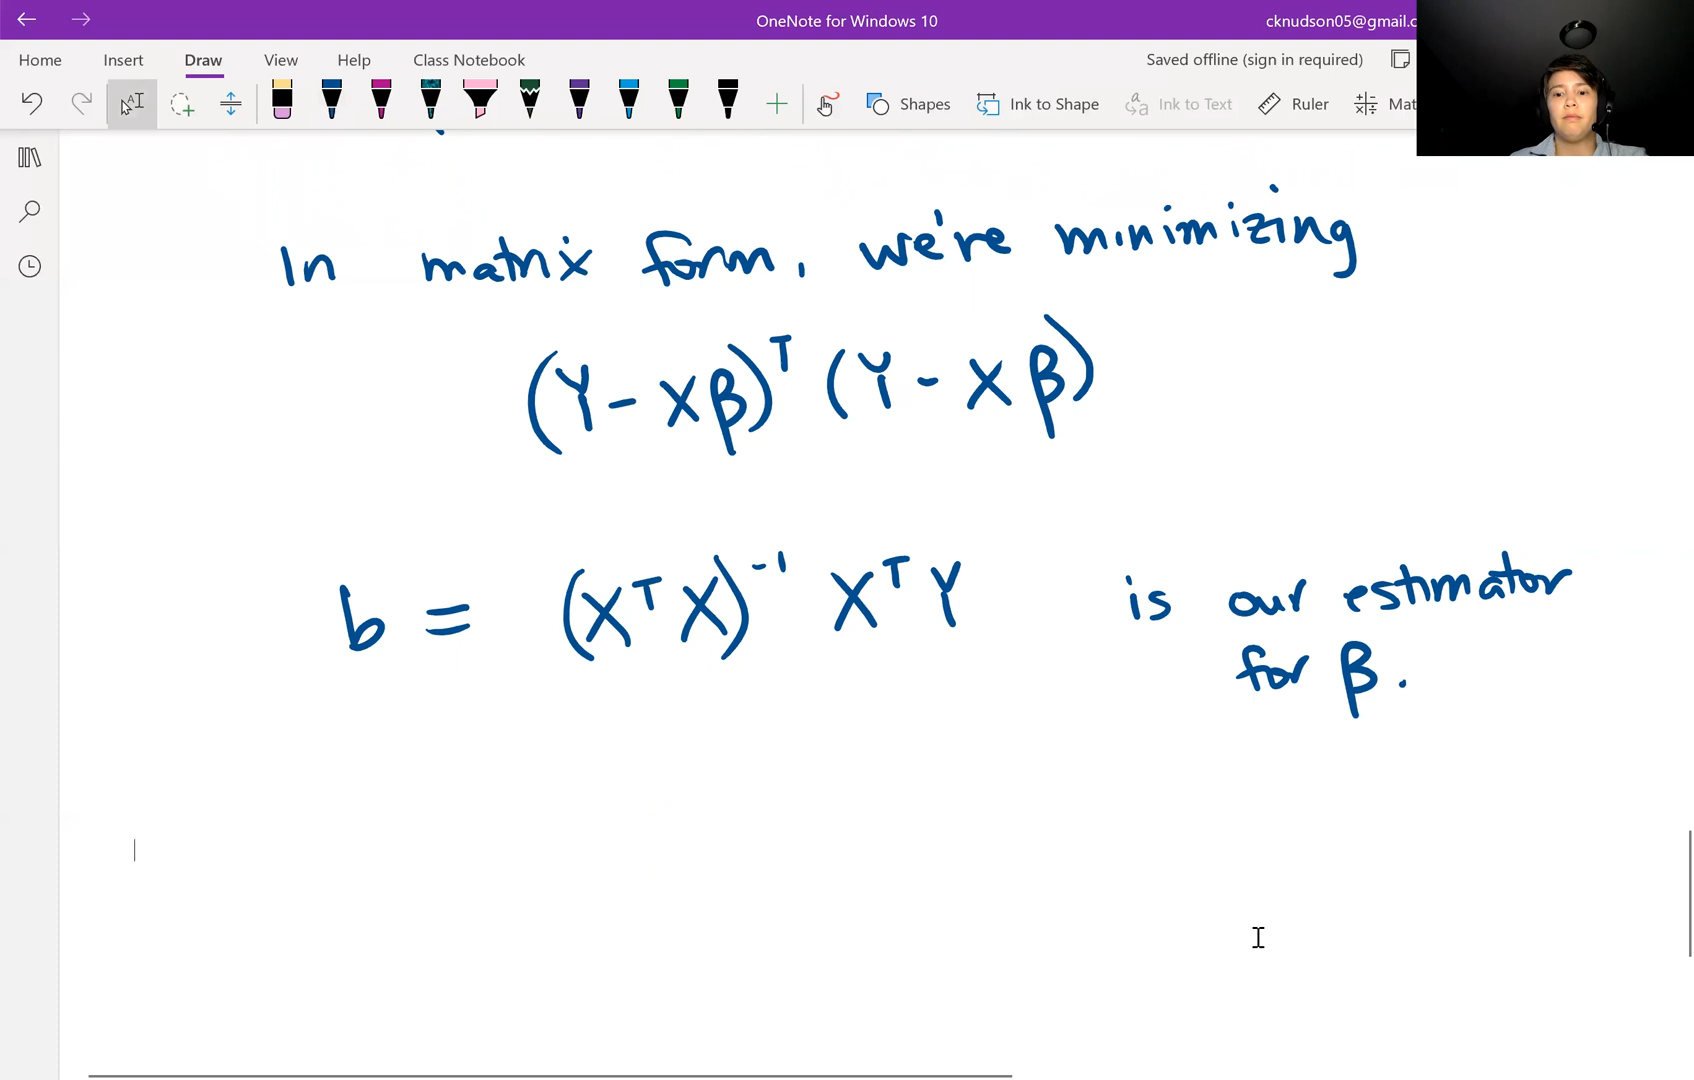 OneNote for Windows 10
cknudson05@gmail.c
Home Insert Draw View Help Class Notebook
Saved offline (sign in required)
Shapes Ink to Shape Ink to Text Ruler Mat
In matrix form, we're minimizing
(Y - Xβ)ᵀ (Y - Xβ)
b = (XᵀX)⁻¹ XᵀY is our estimator
for β.